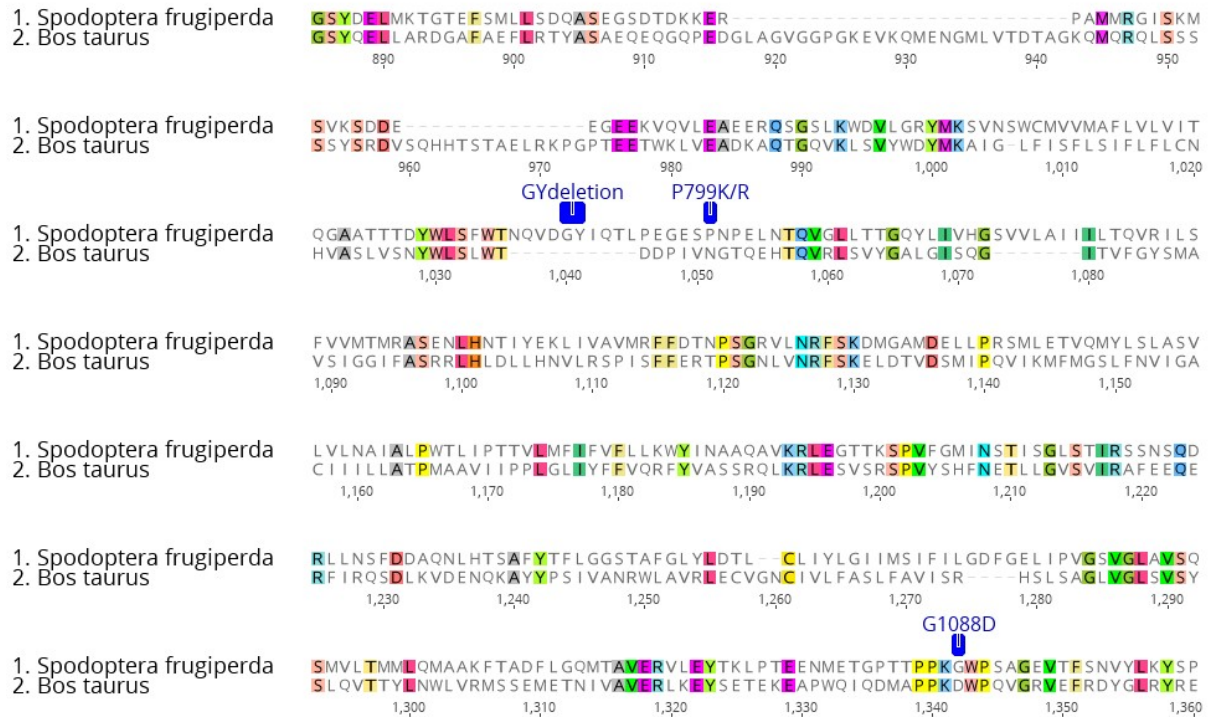 1. Spodoptera frugiperda GSYDELMKTGTEFSMLLSDQASEGSDTDKKER--------------------------PAMMRGISKM
2. Bos taurus GSYQELLARDGAFAEFLRTYASAEQEQGQPEDGLAGVGGPGKEVKQMENGMLVTDTAGKQMQRQLSSS
890 900 910 920 930 940 950
1. Spodoptera frugiperda SVKSDDE--------------EGEEKVQVLEAEERQSGSLKWDVLGRYMKSVNSWCMVVMAFLVLVIT
2. Bos taurus SSYSRDVSQHHTSTAELRKPGPTEETWKLVEADKAQTGQVKLSVYWDYMKAIG-LFISFLSIFLFLCN
960 970 980 990 1,000 1,010 1,020
GYdeletion P799K/R
1. Spodoptera frugiperda QGAATTTDYWLSFWTNQVDGYIQTLPEGESPNPELNTQVGLLTTGQYLIVHGSVVLAIIILTQVRILS
2. Bos taurus HVASLVSNYWLSLWT----------DDPIVNGTQEHTQVRLSVYGALGISQG-------ITVFGYSMA
1,030 1,040 1,050 1,060 1,070 1,080
1. Spodoptera frugiperda FVVMTMRASENLHNTIYEKLIVAVMRFFDTNPSGRVLNRFSKDMGAMDELLPRSMLETVQMYLSLASV
2. Bos taurus VSIGGIFASRRLHLDLLHNVLRSPISFFERTPSGNLVNRFSKELDTVDSMIPQVIKMFMGSLFNVIGA
1,090 1,100 1,110 1,120 1,130 1,140 1,150
1. Spodoptera frugiperda LVLNAIALPWTLIPTTVLMFIFVFLLKWYINAAQAVKRLEGTTKSPVFGMINSTISGLSTIRSSNSQD
2. Bos taurus CIIILLATPMAAVIIPPLGLIYFFVQRFYVASSRQLKRLESVSRSPVYSHFNETLLGVSVIRAFEEQE
1,160 1,170 1,180 1,190 1,200 1,210 1,220
1. Spodoptera frugiperda RLLNSFDDAQNLHTSAFYTFLGGSTAFGLYLDTL--CLIYLGIIMSIFILGDFGELIPVGSVGLAVSQ
2. Bos taurus RFIRQSDLKVDENQKAYYPSIVANRWLAVRLECVGNCIVLFASLFAVISR----HSLSAGLVGLSVSY
1,230 1,240 1,250 1,260 1,270 1,280 1,290
G1088D
1. Spodoptera frugiperda SMVLTMMLQMAAKFTADFLGQMTAVERVLEYTKLPTEENMETGPTTPPKGWPSAGEVTFSNVYLKYSP
2. Bos taurus SLQVTTYLNWLVRMSSEMETNIVAVERLKEYSETEKEAPWQIQDMAPPKDWPQVGRVEFRDYGLRYRE
1,300 1,310 1,320 1,330 1,340 1,350 1,360